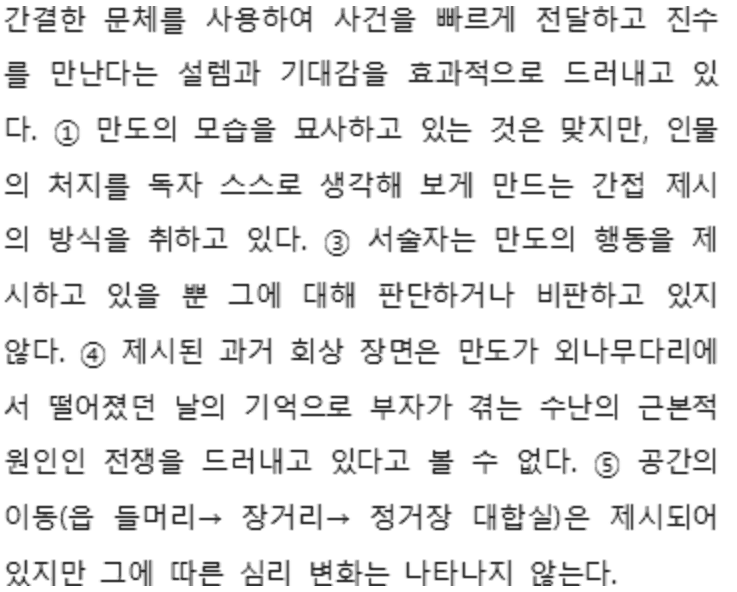 간결한 문체를 사용하여 사건을 빠르게 전달하고 진수
를 만난다는 설렘과 기대감을 효과적으로 드러내고 있
다. ① 만도의 모습을 묘사하고 있는 것은 맞지만, 인물
의 처지를 독자 스스로 생각해 보게 만드는 간접 제시
의 방식을 취하고 있다. ③ 서술자는 만도의 행동을 제
시하고 있을 뿐 그에 대해 판단하거나 비판하고 있지
않다. ④ 제시된 과거 회상 장면은 만도가 외나무다리에
서 떨어졌던 날의 기억으로 부자가 겪는 수난의 근본적
원인인 전쟁을 드러내고 있다고 볼 수 없다. ⑤ 공간의
이동(읍 들머리→ 장거리→ 정거장 대합실)은 제시되어
있지만 그에 따른 심리 변화는 나타나지 않는다.